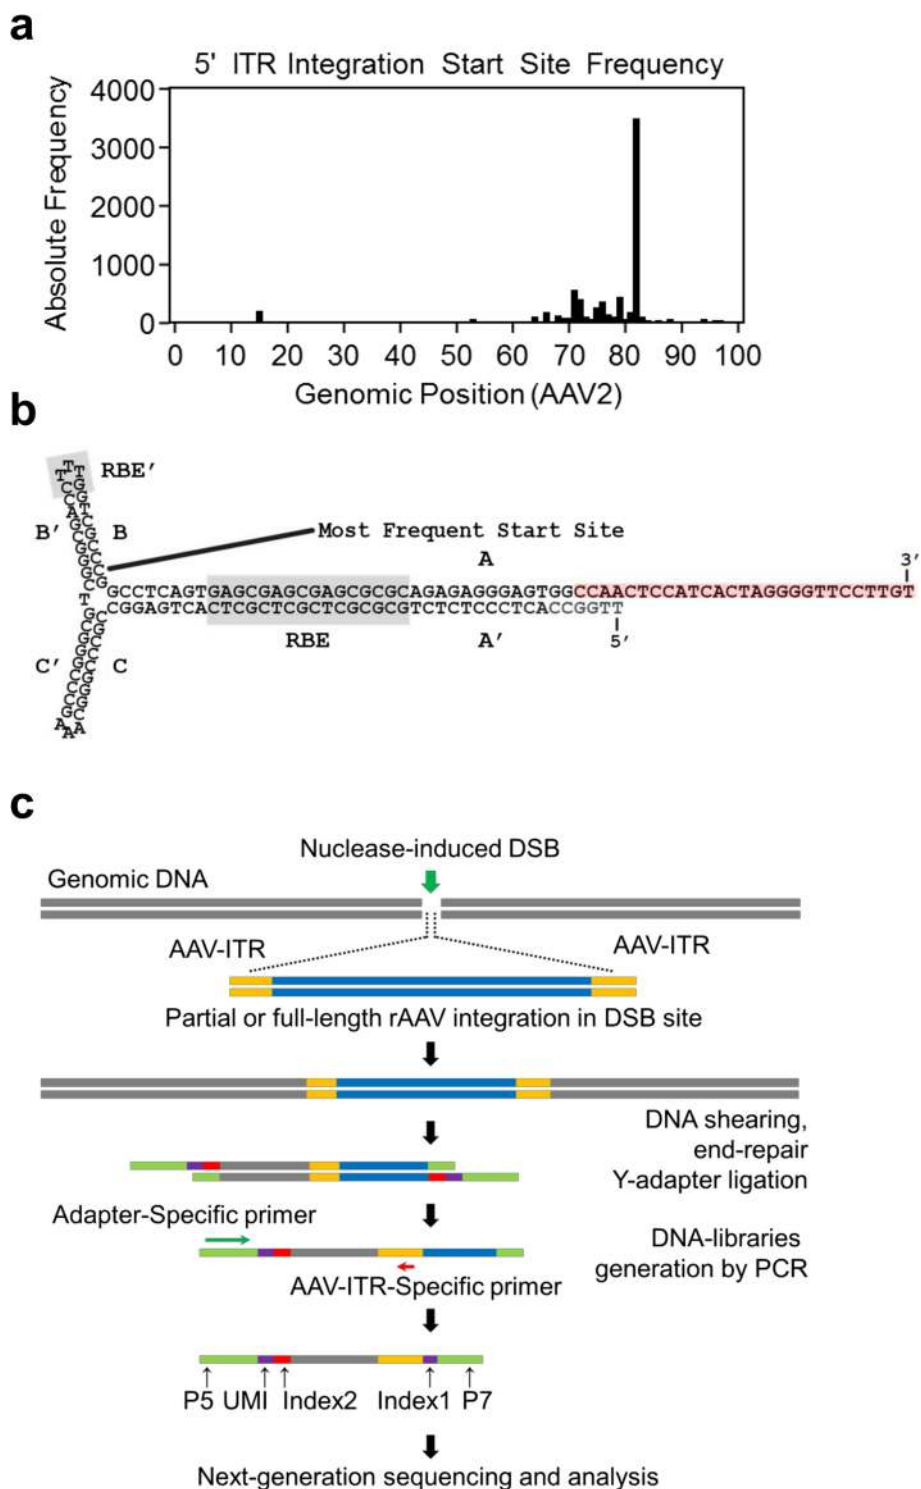 a
5' ITR Integration Start Site Frequency
Absolute Frequency
4000
3000
2000
1000
0
0 10 20 30 40 50 60 70 80 90 100
Genomic Position (AAV2)
b
RBE'
B' B
Most Frequent Start Site
A
3'
GCCTCAGTGAGCGAGCGAGCGCGCAGAGAGGGAGTGGCCAACTCCATCACTAGGGGTTCCTTGT
CGGAGTCACTCGCTCGCTCGCGCGTCTCTCCCTCACCGGTT
RBE A' 5'
C' C
c
Nuclease-induced DSB
Genomic DNA
AAV-ITR AAV-ITR
Partial or full-length rAAV integration in DSB site
DNA shearing,
end-repair
Y-adapter ligation
Adapter-Specific primer
DNA-libraries
generation by PCR
AAV-ITR-Specific primer
P5 UMI Index2 Index1 P7
Next-generation sequencing and analysis